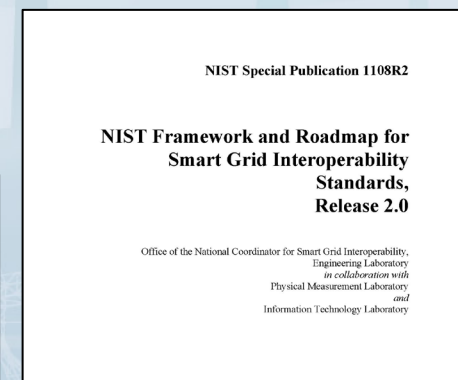 NIST Special Publication 1108R2
NIST Framework and Roadmap for
Smart Grid Interoperability
Standards,
Release 2.0
Office of the National Coordinator for Smart Grid Interoperability,
Engineering Laboratory
in collaboration with
Physical Measurement Laboratory
and
Information Technology Laboratory